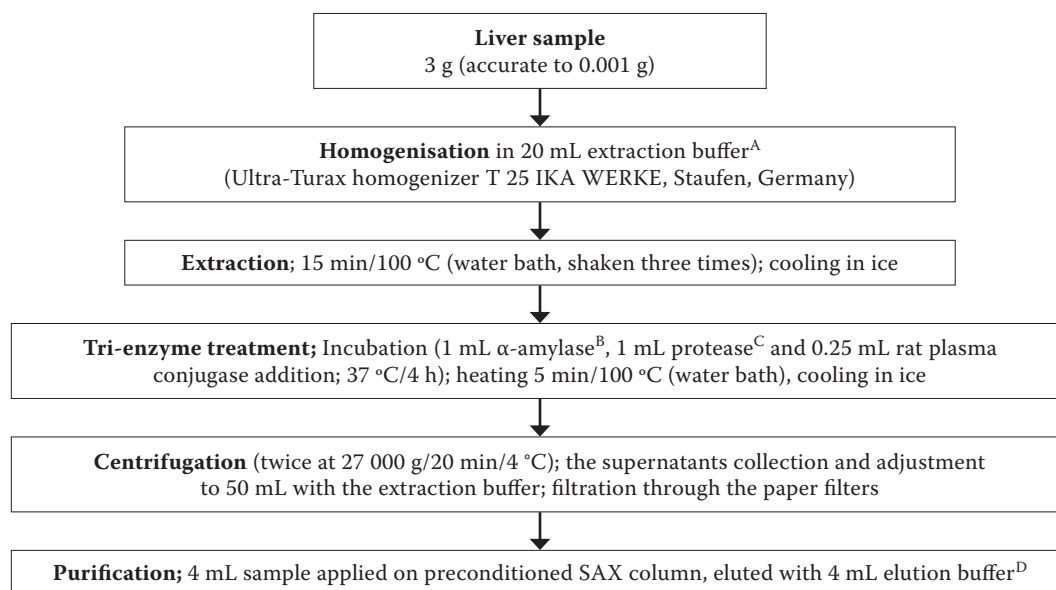 Liver sample
3 g (accurate to 0.001 g)
Homogenisation in 20 mL extraction bufferᴬ
(Ultra-Turax homogenizer T 25 IKA WERKE, Staufen, Germany)
Extraction; 15 min/100 ºC (water bath, shaken three times); cooling in ice
Tri-enzyme treatment; Incubation (1 mL α-amylaseᴮ, 1 mL proteaseC and 0.25 mL rat plasma
conjugase addition; 37 ºC/4 h); heating 5 min/100 ºC (water bath), cooling in ice
Centrifugation (twice at 27 000 g/20 min/4 °C); the supernatants collection and adjustment
to 50 mL with the extraction buffer; filtration through the paper filters
Purification; 4 mL sample applied on preconditioned SAX column, eluted with 4 mL elution bufferᴰ